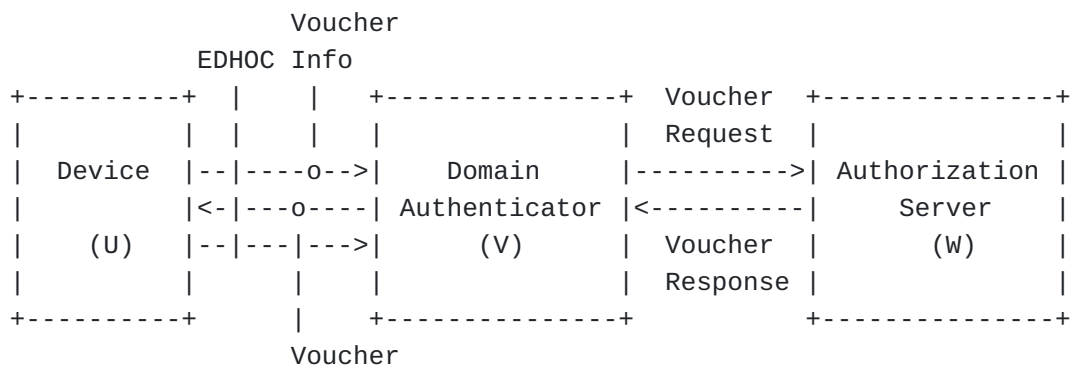 Voucher
            EDHOC Info
+----------+  |    |   +---------------+  Voucher  +---------------+
|          |  |    |   |               |  Request  |               |
|  Device  |--|----o-->|    Domain     |---------->| Authorization |
|          |<-|---o----| Authenticator |<----------|    Server     |
|   (U)    |--|---|--->|      (V)      |  Voucher  |      (W)      |
|          |      |    |               |  Response |               |
+----------+      |    +---------------+           +---------------+
                  Voucher